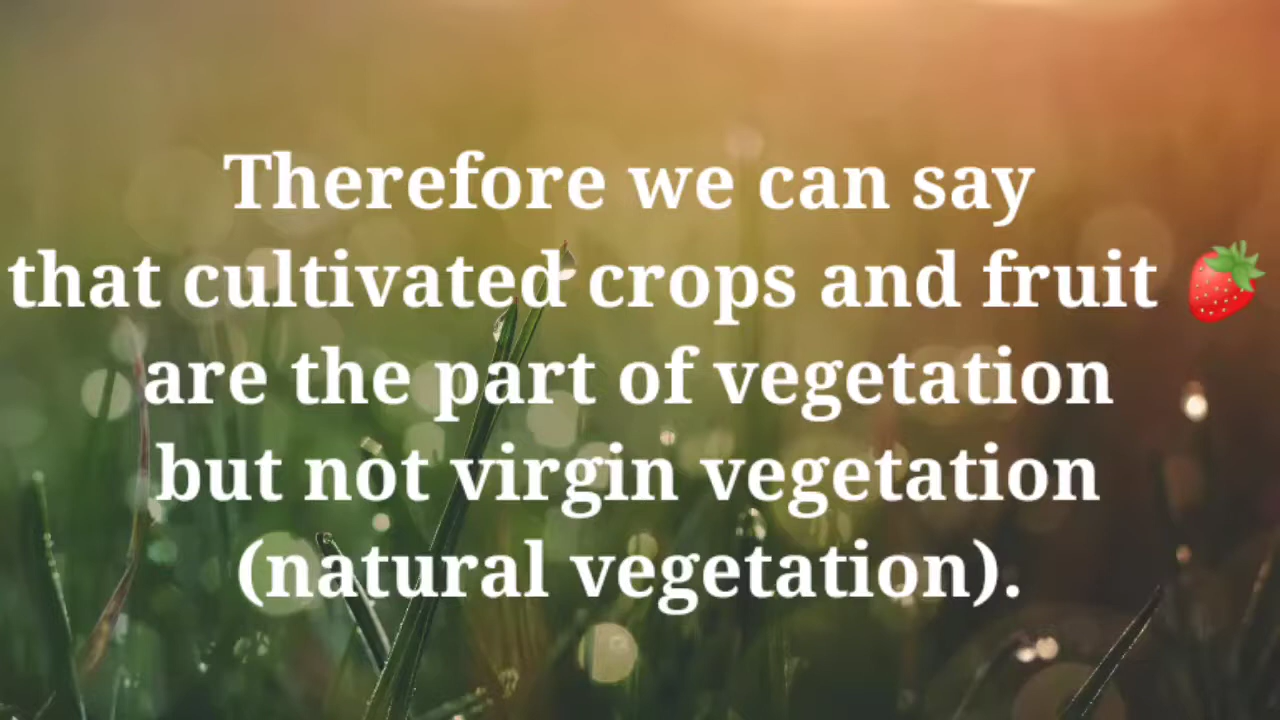 Therefore we can say
that cultivated crops and fruit 🍓
are the part of vegetation
but not virgin vegetation
(natural vegetation).